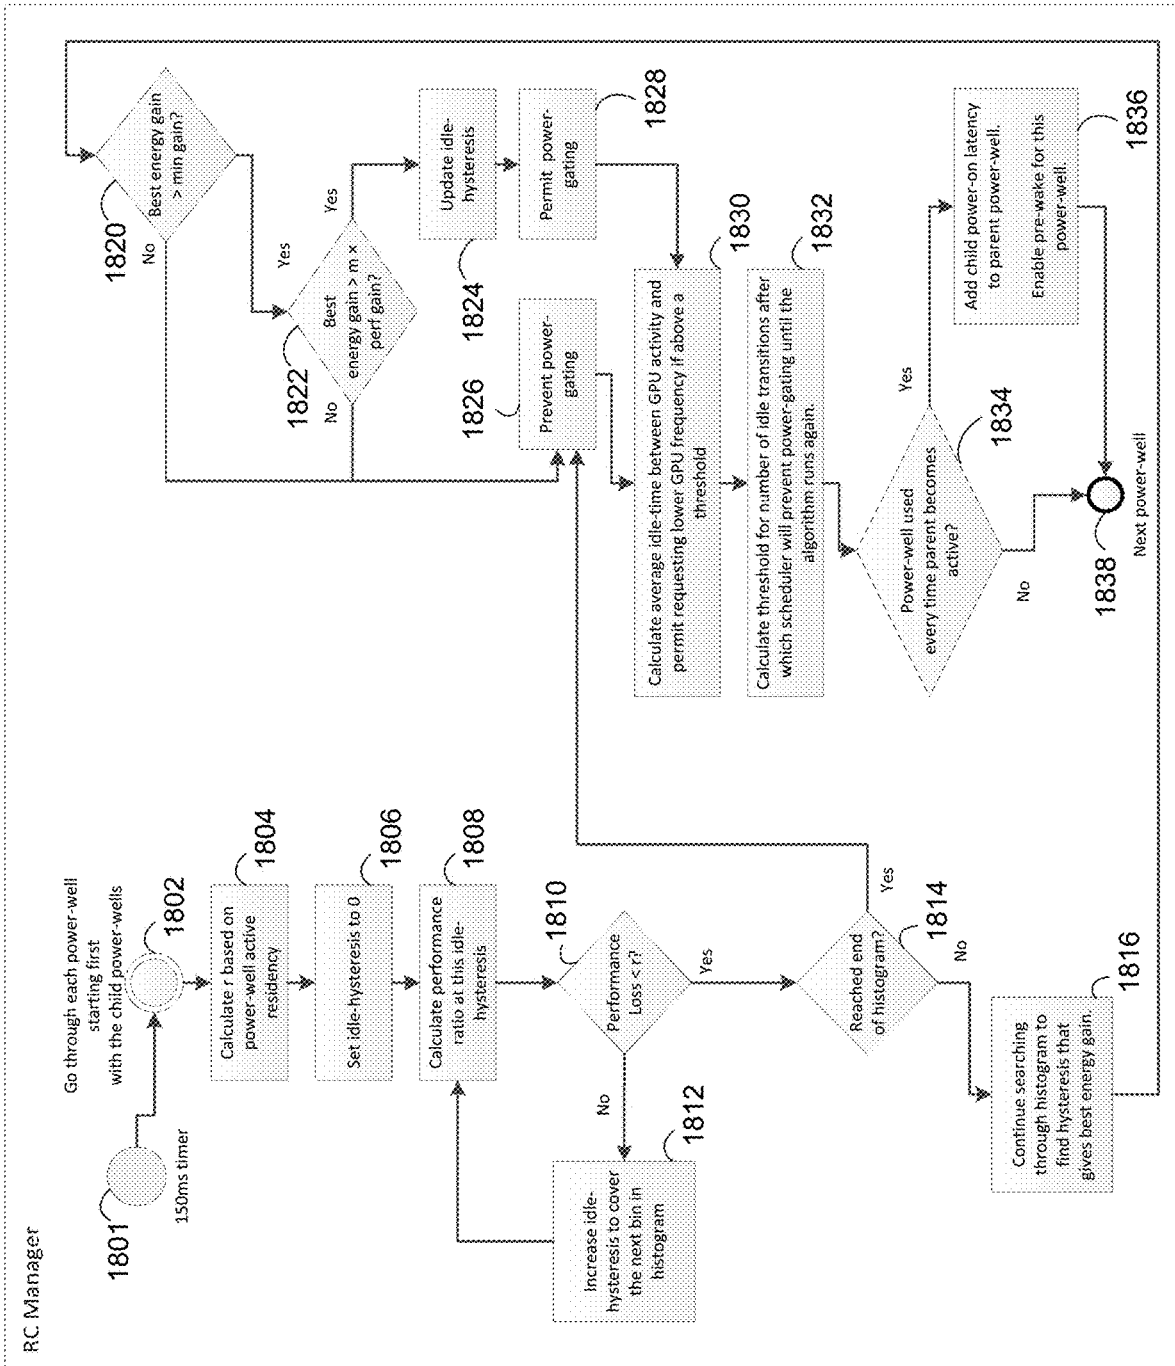 RC Manager
Go through each power-well
starting first
with the child power-wells
1801
150ms timer
1802
Calculate r based on
power-well active
residency
1804
Set idle-hysteresis to 0
1806
Calculate performance
ratio at this idle-
hysteresis
1808
Performance
Loss < r?
1810
No
Yes
Increase idle-
hysteresis to cover
the next bin in
histogram
1812
Reached end
of histogram?
1814
Yes
No
Continue searching
through histogram to
find hysteresis that
gives best energy gain.
1816
Best energy gain
> min gain?
1820
No
Yes
Best
energy gain > m ×
perf gain?
1822
No
Yes
Update idle-
hysteresis
1824
Prevent power-
gating
1826
Permit power-
gating
1828
Calculate average idle-time between GPU activity and
permit requesting lower GPU frequency if above a
threshold
1830
Calculate threshold for number of idle transitions after
which scheduler will prevent power-gating until the
algorithm runs again.
1832
Power-well used
every time parent becomes
active?
1834
Yes
No
Add child power-on latency
to parent power-well.
Enable pre-wake for this
power-well.
1836
1838
Next power-well